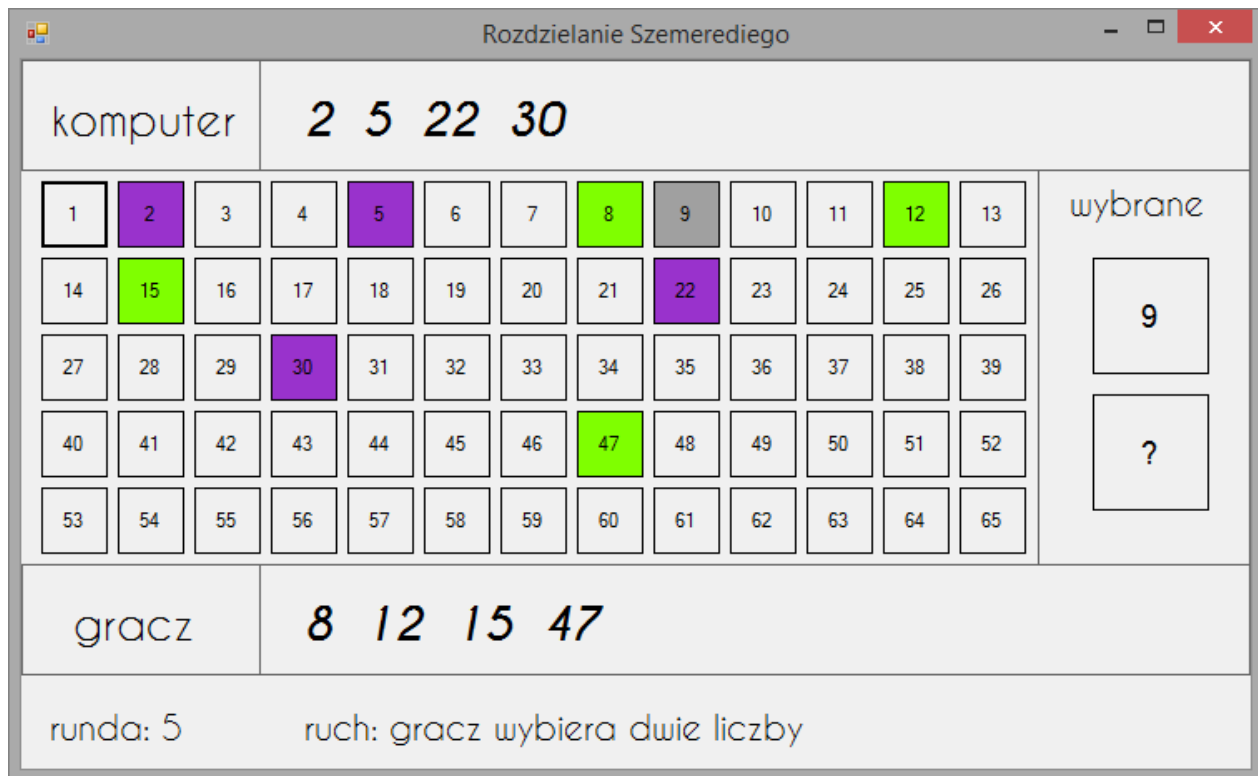 Rozdzielanie Szemerediego
komputer 2 5 22 30
1 2 3 4 5 6 7 8 9 10 11 12 13
wybrane
14 15 16 17 18 19 20 21 22 23 24 25 26
9
27 28 29 30 31 32 33 34 35 36 37 38 39
40 41 42 43 44 45 46 47 48 49 50 51 52
?
53 54 55 56 57 58 59 60 61 62 63 64 65
gracz 8 12 15 47
runda: 5 ruch: gracz wybiera dwie liczby